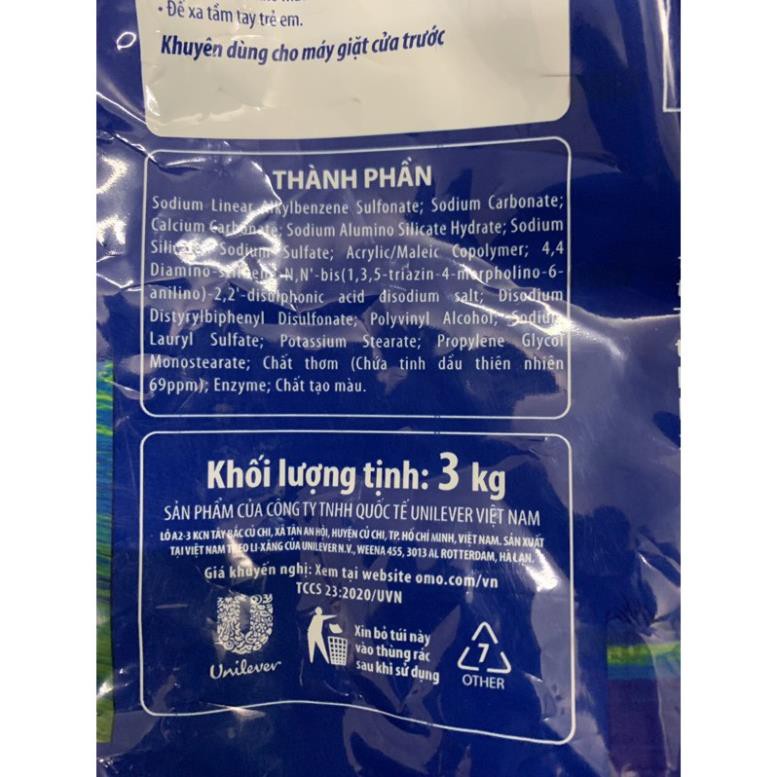 • Để xa tầm tay trẻ em.
Khuyên dùng cho máy giặt cửa trước
THÀNH PHẦN
Sodium Linear Alkylbenzene Sulfonate; Sodium Carbonate;
Calcium Carbonate; Sodium Alumino Silicate Hydrate; Sodium
Silicate; Sodium Sulfate; Acrylic/Maleic Copolymer; 4,4
Diamino-stilbene-N,N'-bis(1,3,5-triazin-4-morpholino-6-
anilino)-2,2'-disulphonic acid disodium salt; Disodium
Distyrylbiphenyl Disulfonate; Polyvinyl Alcohol; Sodium
Lauryl Sulfate; Potassium Stearate; Propylene Glycol
Monostearate; Chất thơm (Chứa tinh dầu thiên nhiên
69ppm); Enzyme; Chất tạo màu.
Khối lượng tịnh: 3 kg
SẢN PHẨM CỦA CÔNG TY TNHH QUỐC TẾ UNILEVER VIỆT NAM
LÔ A2-3 KCN TÂY BẮC CỦ CHI, XÃ TÂN AN HỘI, HUYỆN CỦ CHI, TP. HỒ CHÍ MINH, VIỆT NAM. SẢN XUẤT
TẠI VIỆT NAM THEO LI-XĂNG CỦA UNILEVER N.V., WEENA 455, 3013 AL ROTTERDAM, HÀ LAN.
Giá khuyến nghị: Xem tại website omo.com/vn
TCCS 23:2020/UVN
Unilever
Xin bỏ túi này
vào thùng rác
sau khi sử dụng
7
OTHER